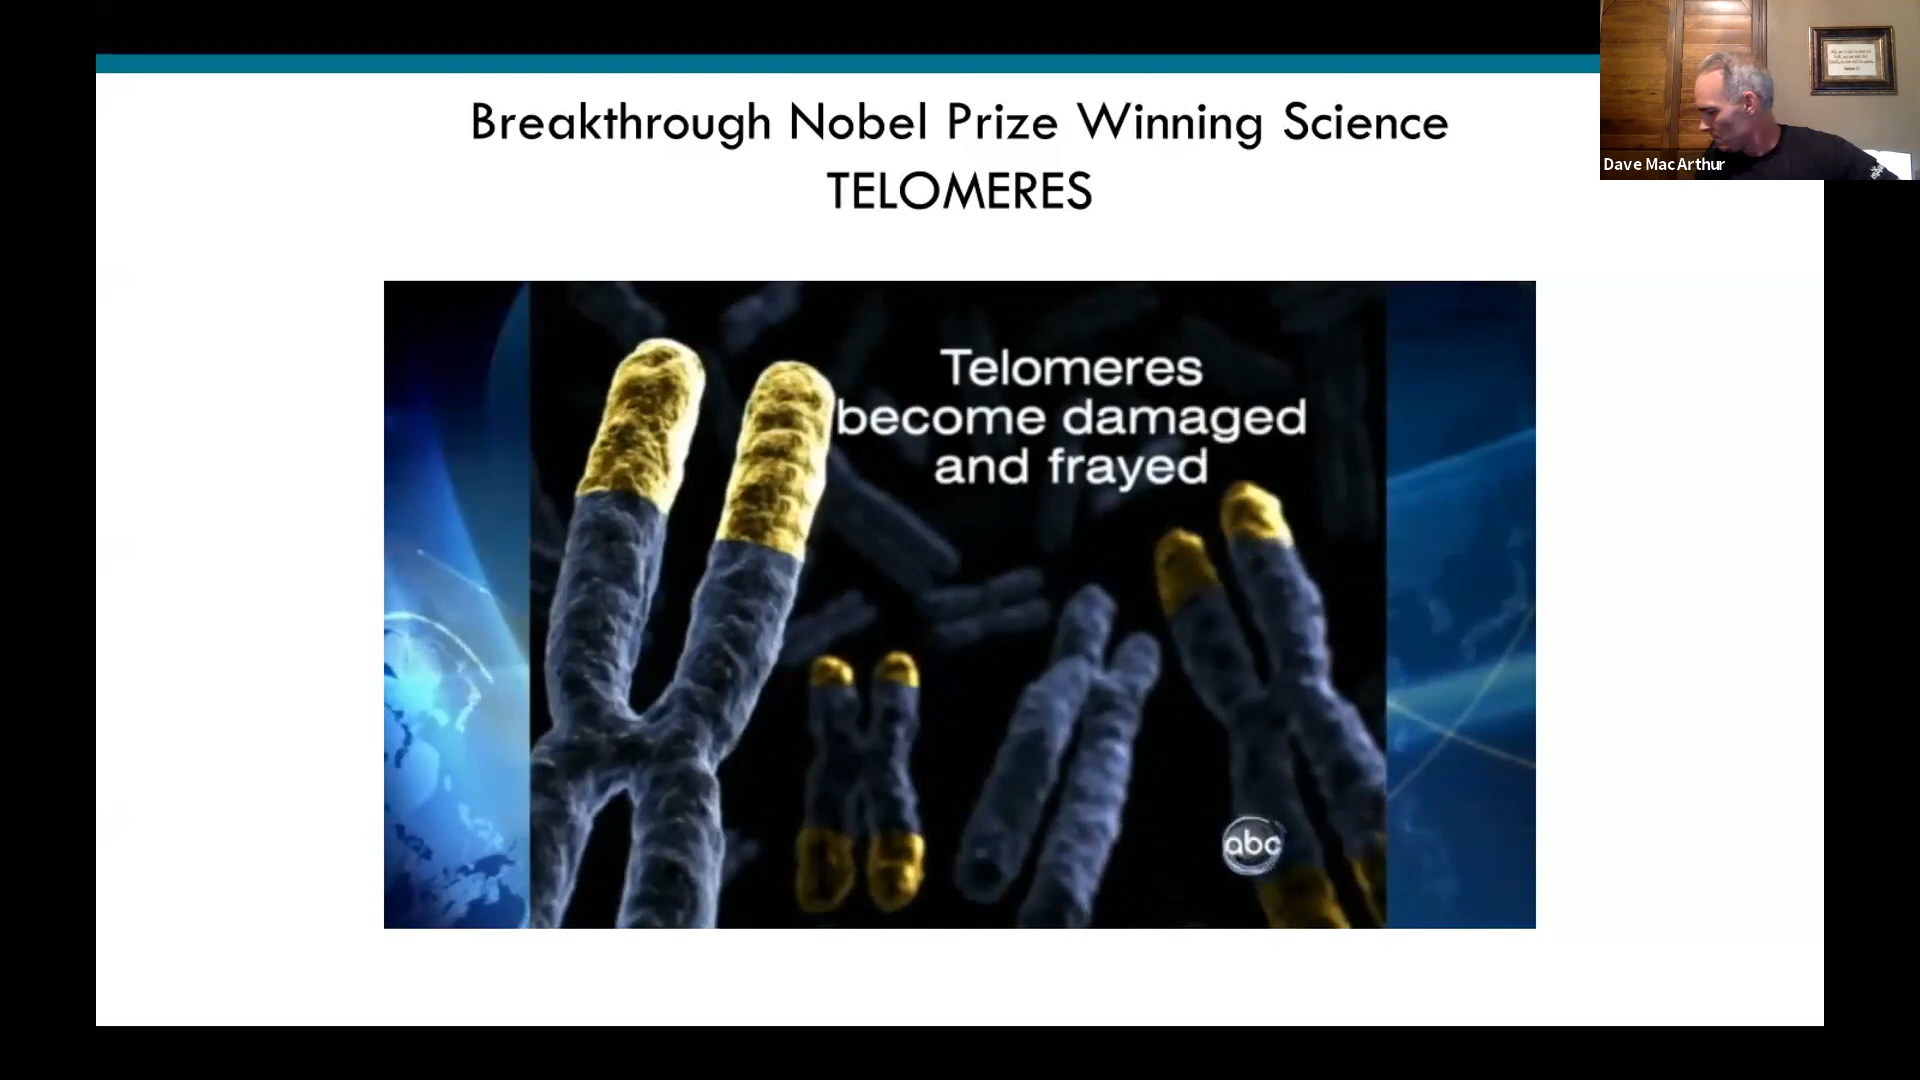 Breakthrough Nobel Prize Winning Science
TELOMERES
Telomeres
become damaged
and frayed
abc
Dave MacArthur